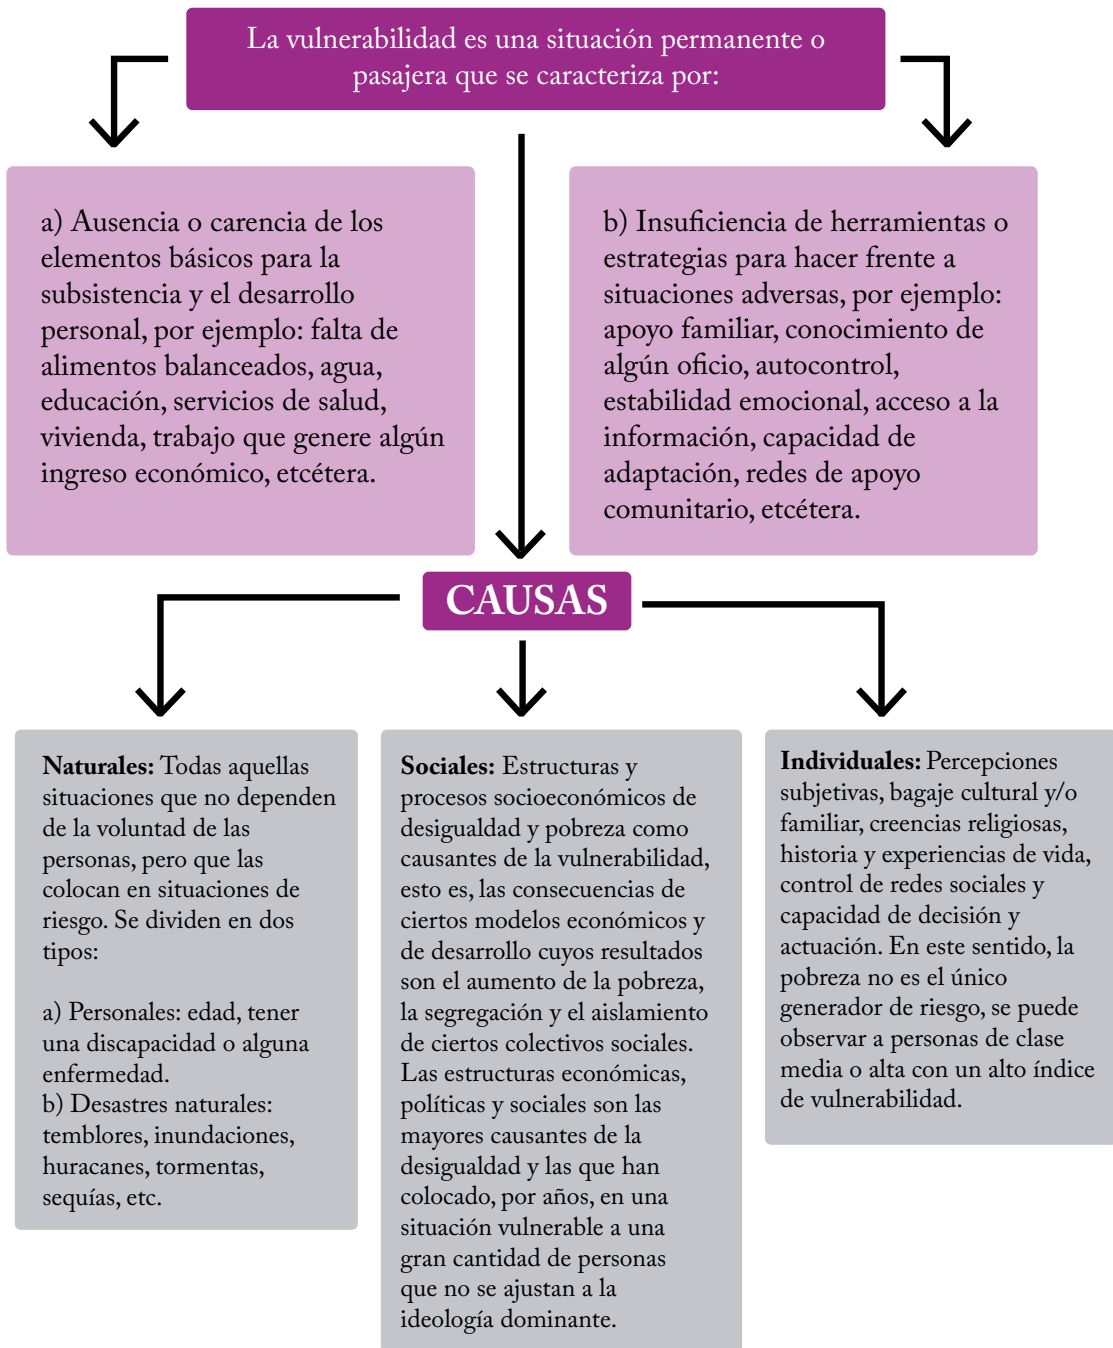 La vulnerabilidad es una situación permanente o
pasajera que se caracteriza por:
a) Ausencia o carencia de los
elementos básicos para la
subsistencia y el desarrollo
personal, por ejemplo: falta de
alimentos balanceados, agua,
educación, servicios de salud,
vivienda, trabajo que genere algún
ingreso económico, etcétera.
b) Insuficiencia de herramientas o
estrategias para hacer frente a
situaciones adversas, por ejemplo:
apoyo familiar, conocimiento de
algún oficio, autocontrol,
estabilidad emocional, acceso a la
información, capacidad de
adaptación, redes de apoyo
comunitario, etcétera.
CAUSAS
Naturales: Todas aquellas
situaciones que no dependen
de la voluntad de las
personas, pero que las
colocan en situaciones de
riesgo. Se dividen en dos
tipos:
a) Personales: edad, tener
una discapacidad o alguna
enfermedad.
b) Desastres naturales:
temblores, inundaciones,
huracanes, tormentas,
sequías, etc.
Sociales: Estructuras y
procesos socioeconómicos de
desigualdad y pobreza como
causantes de la vulnerabilidad,
esto es, las consecuencias de
ciertos modelos económicos y
de desarrollo cuyos resultados
son el aumento de la pobreza,
la segregación y el aislamiento
de ciertos colectivos sociales.
Las estructuras económicas,
políticas y sociales son las
mayores causantes de la
desigualdad y las que han
colocado, por años, en una
situación vulnerable a una
gran cantidad de personas
que no se ajustan a la
ideología dominante.
Individuales: Percepciones
subjetivas, bagaje cultural y/o
familiar, creencias religiosas,
historia y experiencias de vida,
control de redes sociales y
capacidad de decisión y
actuación. En este sentido, la
pobreza no es el único
generador de riesgo, se puede
observar a personas de clase
media o alta con un alto índice
de vulnerabilidad.